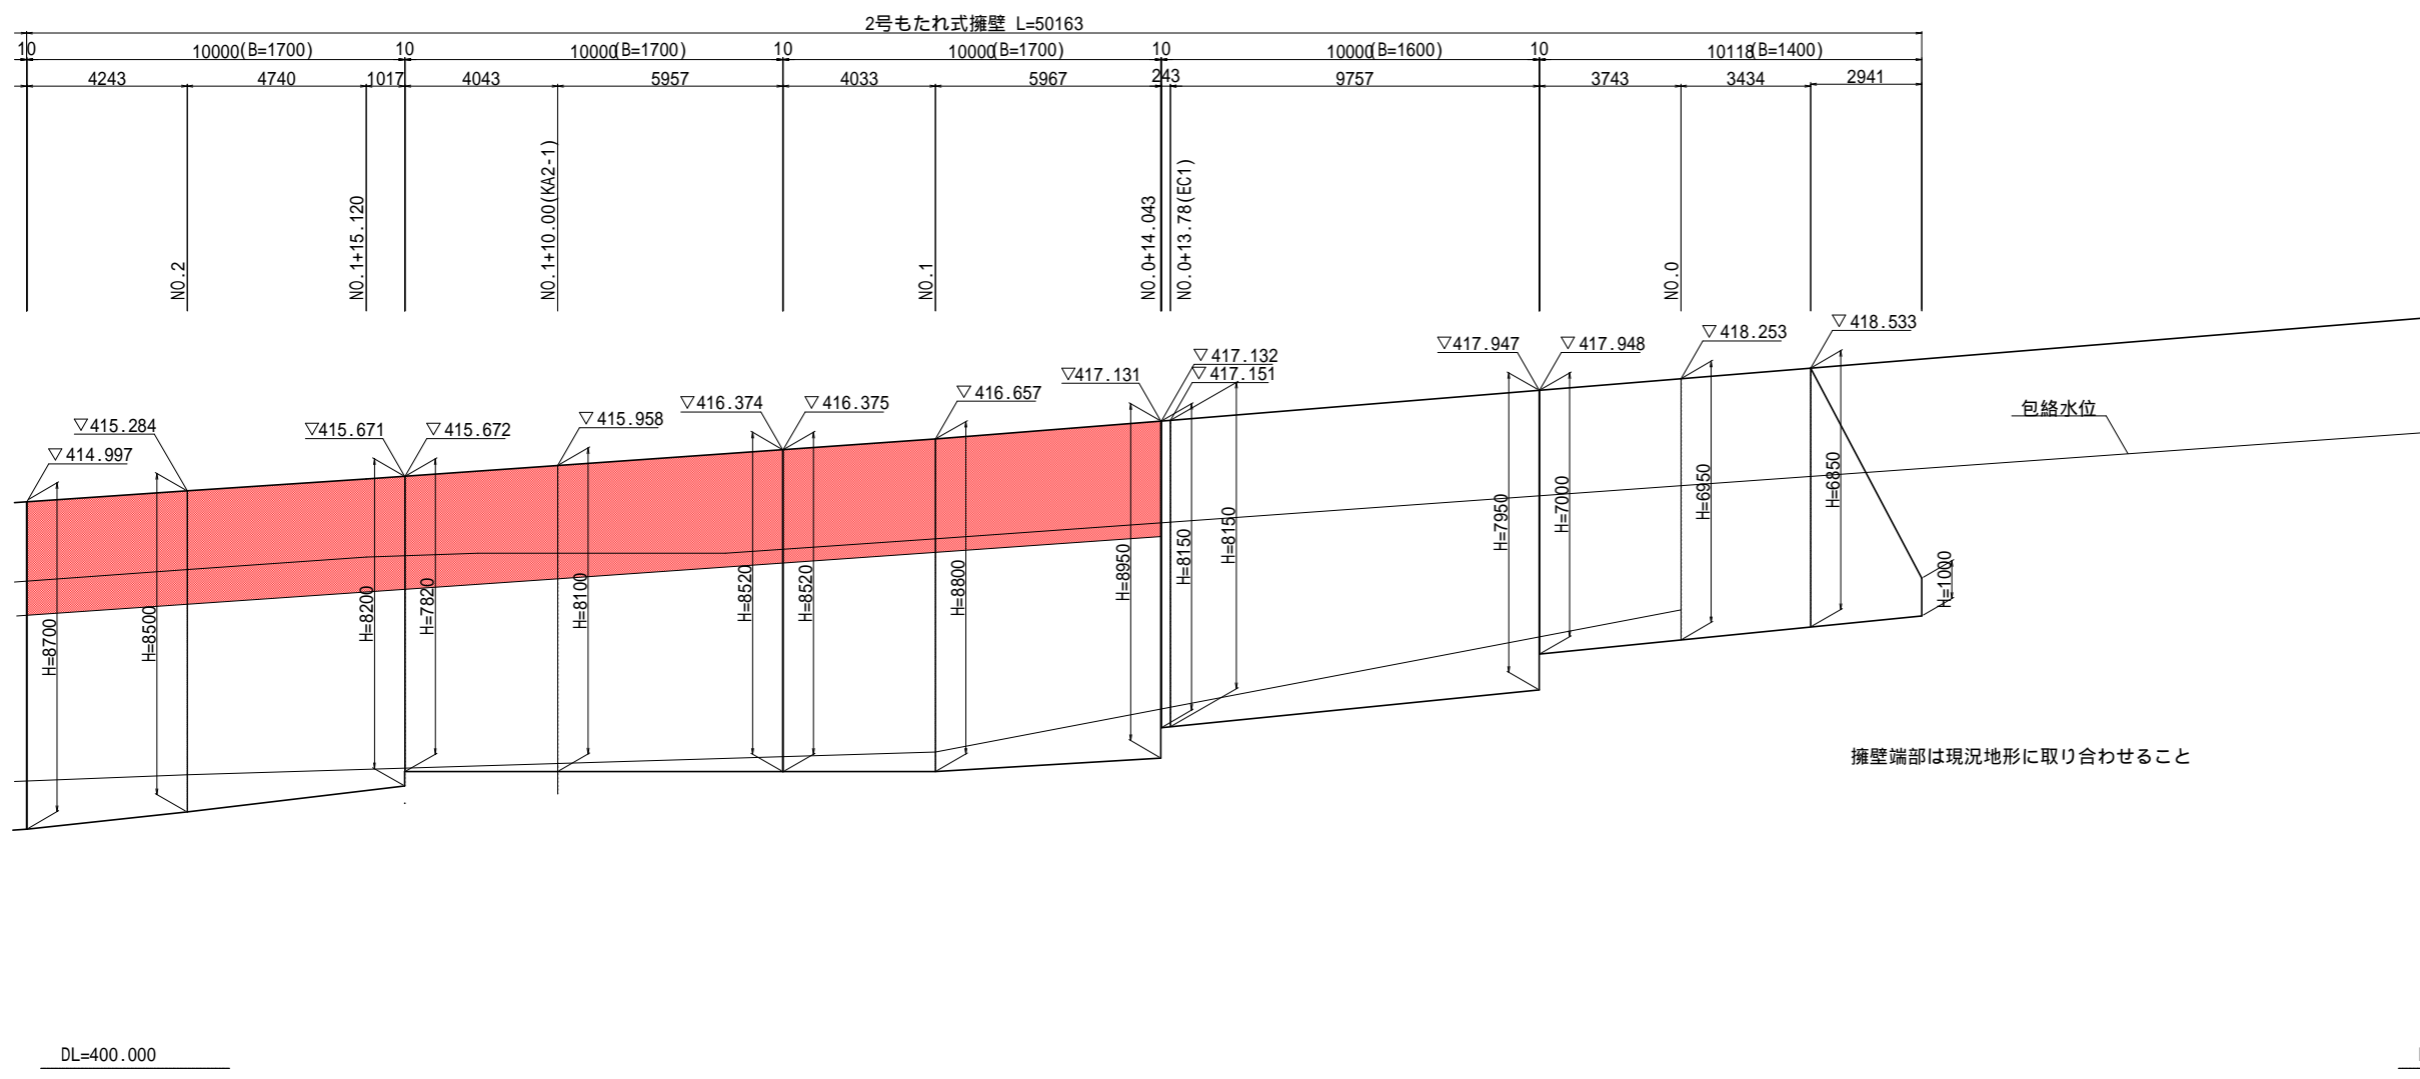 2号もたれ式擁壁 L=50163
10 10000(B=1700) 10 10000(B=1700) 10 10000(B=1700) 10 10000(B=1600) 10 10118(B=1400)
4243 4740 1017 4043 5957 4033 5967 243 9757 3743 3434 2941
NO.2
NO.1+15.120
NO.1+10.00(KA2-1)
NO.1
NO.0+14.043
NO.0+13.78(EC1)
NO.0
▽414.997
▽415.284
▽415.671
▽415.672
▽415.958
▽416.374
▽416.375
▽416.657
▽417.131
▽417.132
▽417.151
▽417.947
▽417.948
▽418.253
▽418.533
包絡水位
H=8700
H=8500
H=8200
H=7820
H=8100
H=8520
H=8520
H=8800
H=8950
H=8150
H=8150
H=7950
H=7000
H=6950
H=6850
H=1000
擁壁端部は現況地形に取り合わせること
DL=400.000